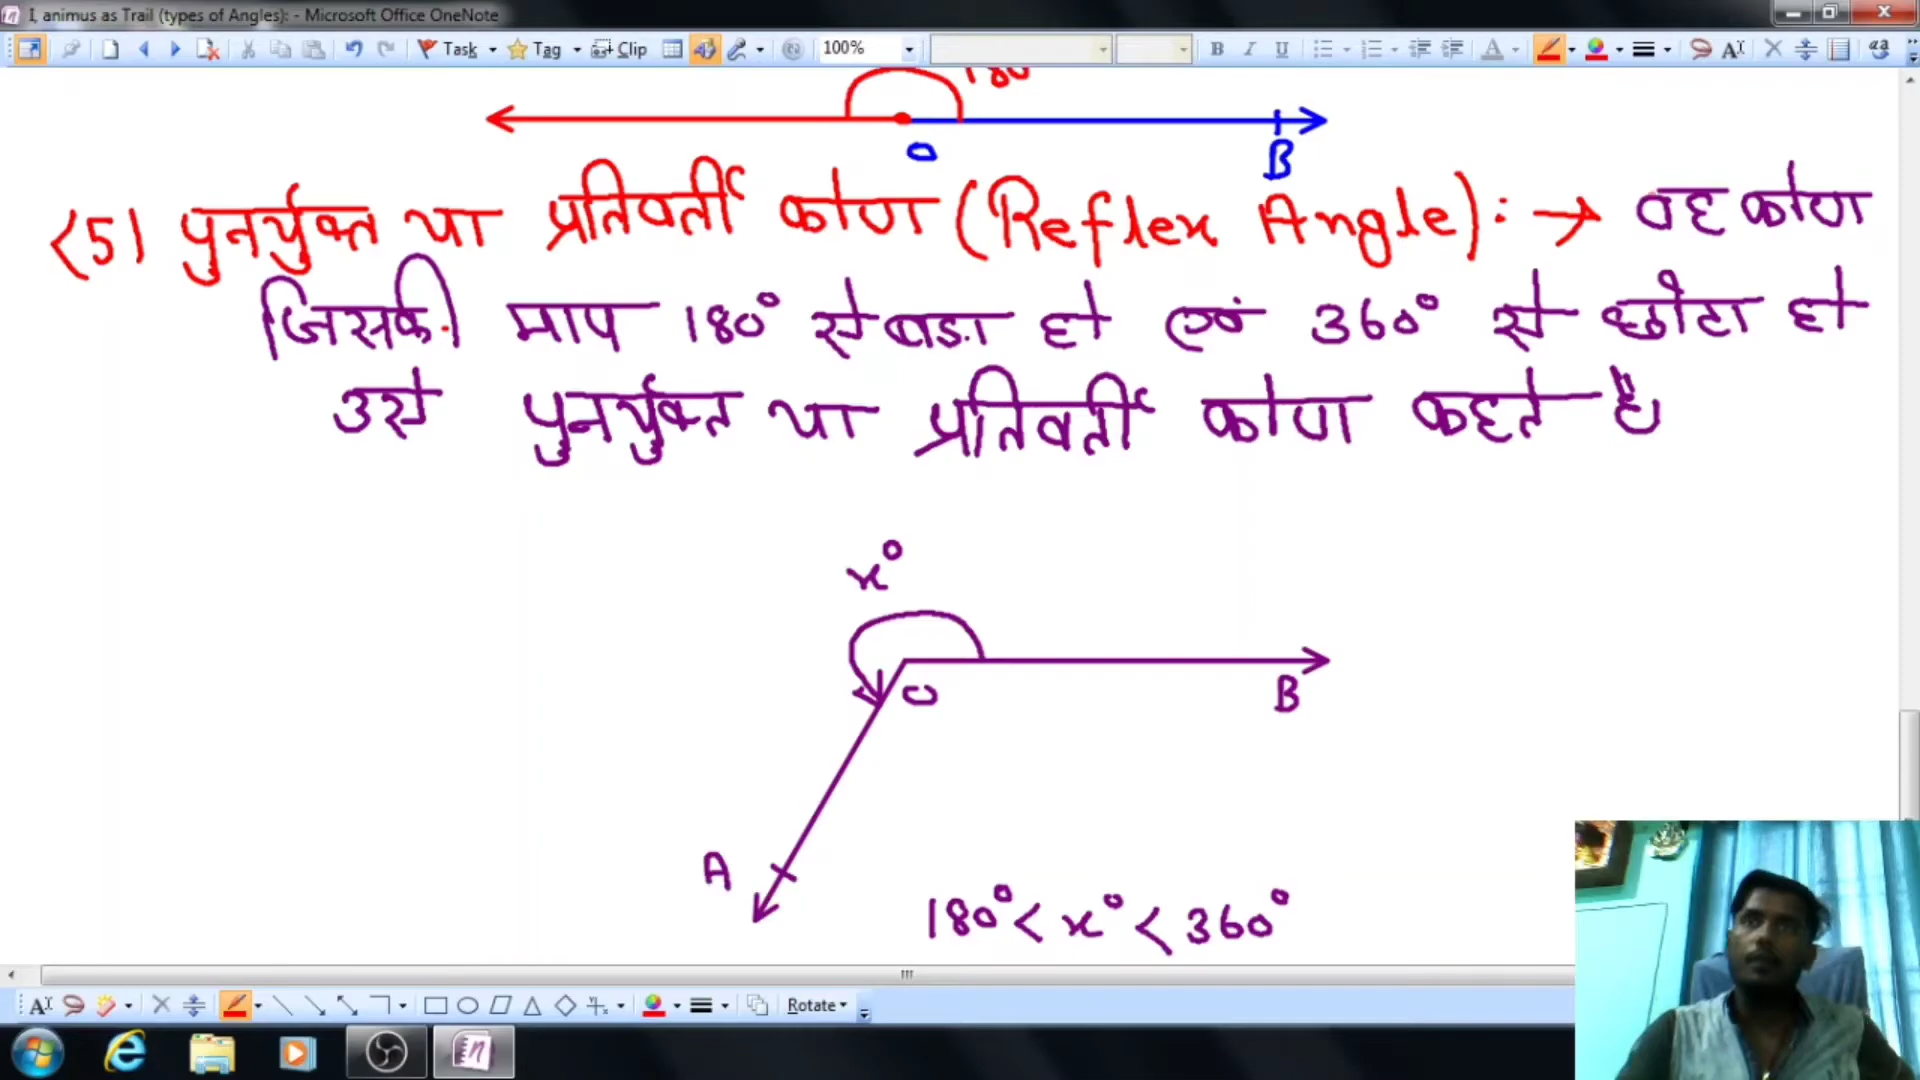 I, animus as Trail (types of Angles): - Microsoft Office OneNote
Task Tag Clip 100% B I U A
180°
O B
(5) पुनर्युक्त या प्रतिवर्ती कोण (Reflex Angle): → वह कोण
जिसकी माप 180° से बड़ा हो एवं 360° से छोटा हो
उसे पुनर्युक्त या प्रतिवर्ती कोण कहते है
x°
O B
A
180° < x° < 360°
Rotate